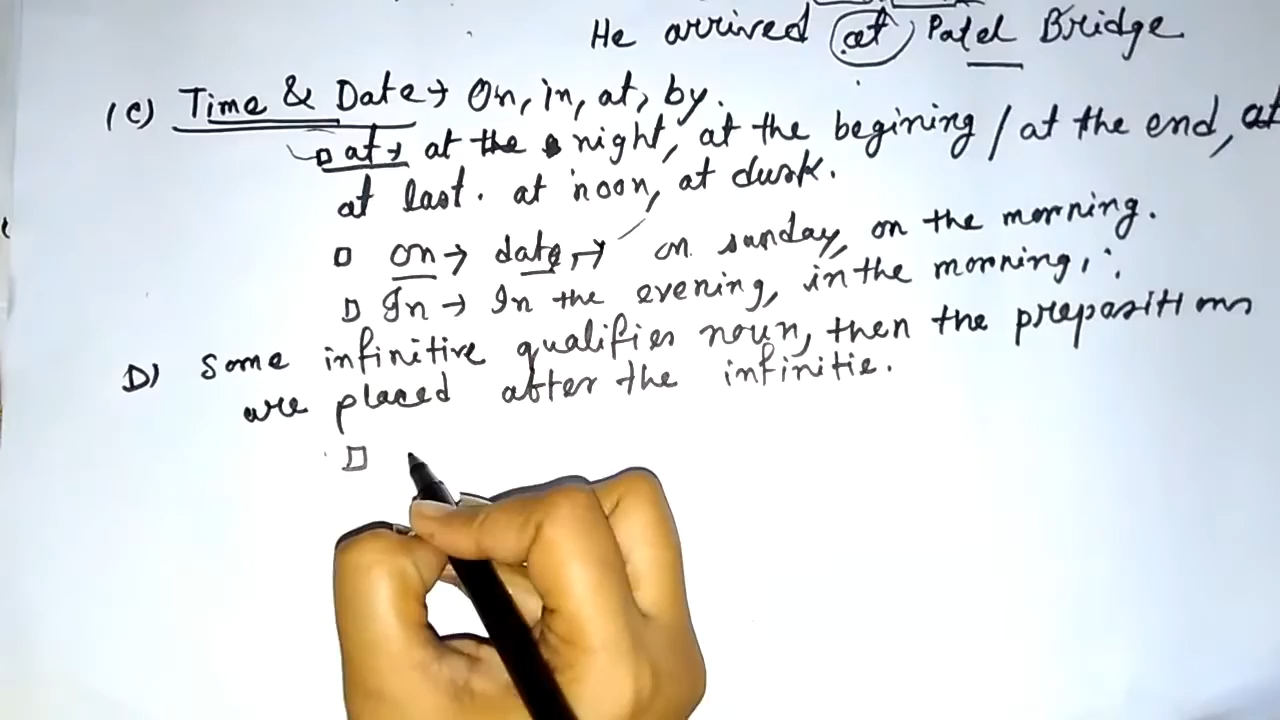 He arrived at Patel Bridge
(C) Time & Date → On, in, at, by.
at → at the night, at the begining / at the end, at
at last. at noon, at dusk.
On → date → on sunday, on the morning.
In → In the evening, in the morning,
D) Some infinitive qualifies noun, then the prepositions
are placed after the infinitie.